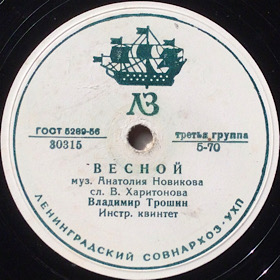 ЛЗ
ГОСТ 5289-56
30315
третья группа
5-70
ВЕСНОЙ
муз. Анатолия Новикова
сл. В. Харитонова
Владимир Трошин
Инстр. квинтет
ЛЕНИНГРАДСКИЙ СОВНАРХОЗ-УХП